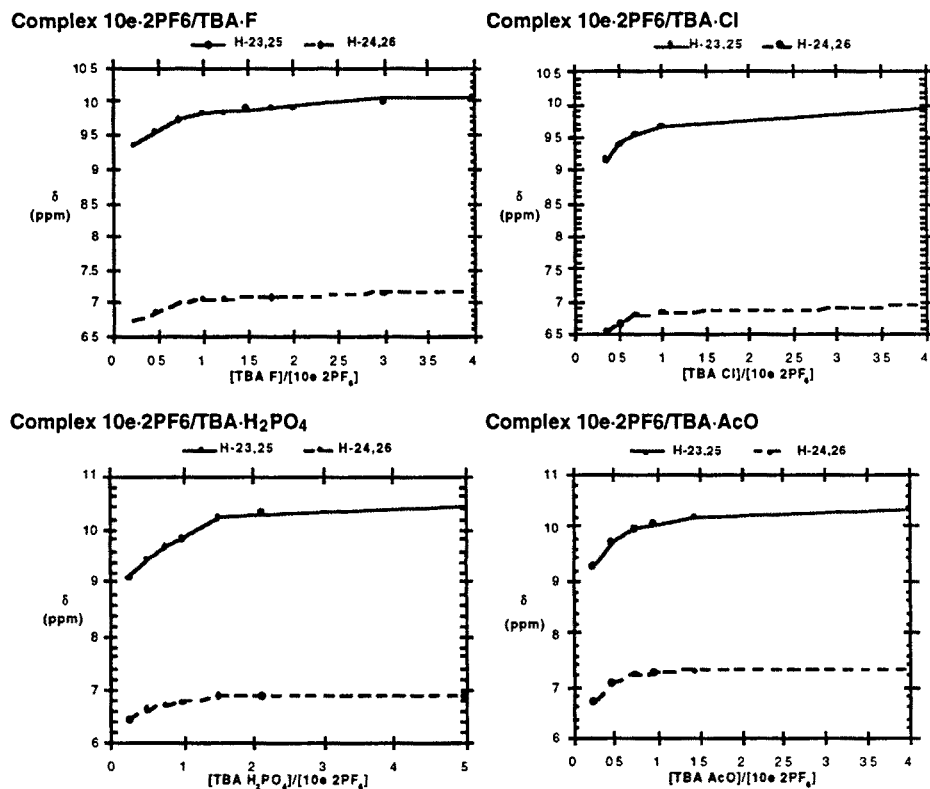 Complex 10e·2PF6/TBA·F
H-23,25 H-24,26
10 5
10
9.5
9
8 5
8
7.5
7
6 5
δ
(ppm)
0 0.5 1 1 5 2 2 5 3 3.5 4
[TBA F]/[10e 2PF6]
Complex 10e·2PF6/TBA·Cl
H-23,25 H-24,26
10.5
10
9.5
9
8 5
8
7 5
7
6.5
δ
(ppm)
0 0 5 1 1 5 2 2 5 3 3.5 4
[TBA Cl]/[10e 2PF6]
Complex 10e·2PF6/TBA·H₂PO₄
H-23,25 H-24,26
11
10
9
8
7
6
δ
(ppm)
0 1 2 3 4 5
[TBA H₂PO₄]/[10e 2PF6]
Complex 10e·2PF6/TBA·AcO
H-23,25 H-24,26
11
10
9
8
7
6
δ
(ppm)
0 0 5 1 1 5 2 2 5 3 3 5 4
[TBA AcO]/[10e 2PF6]